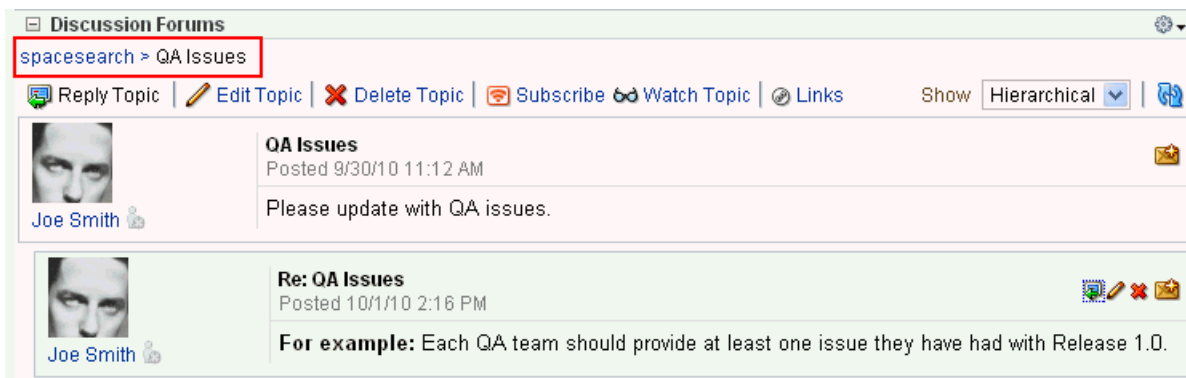 Discussion Forums
spacesearch > QA Issues
Reply Topic | Edit Topic | Delete Topic | Subscribe Watch Topic | Links Show Hierarchical
QA Issues
Posted 9/30/10 11:12 AM
Please update with QA issues.
Joe Smith
Re: QA Issues
Posted 10/1/10 2:16 PM
For example: Each QA team should provide at least one issue they have had with Release 1.0.
Joe Smith